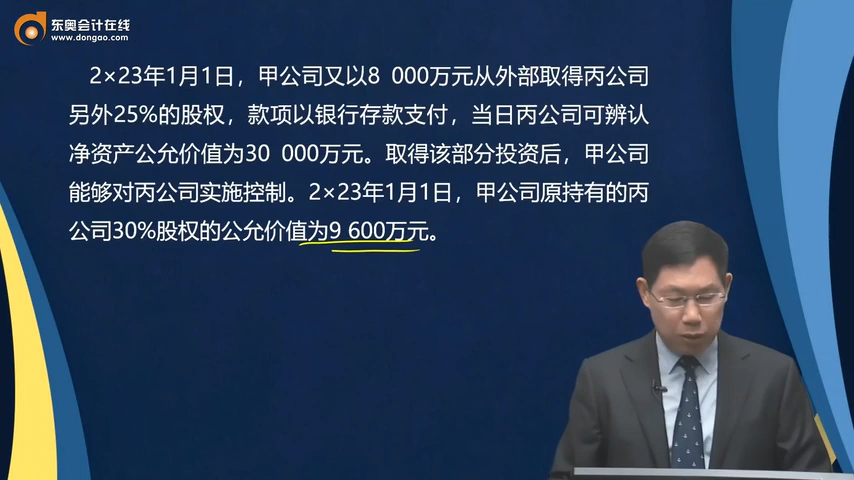 东奥会计在线
www.dongao.com
2×23年1月1日，甲公司又以8 000万元从外部取得丙公司
另外25%的股权，款项以银行存款支付，当日丙公司可辨认
净资产公允价值为30 000万元。取得该部分投资后，甲公司
能够对丙公司实施控制。2×23年1月1日，甲公司原持有的丙
公司30%股权的公允价值为9 600万元。